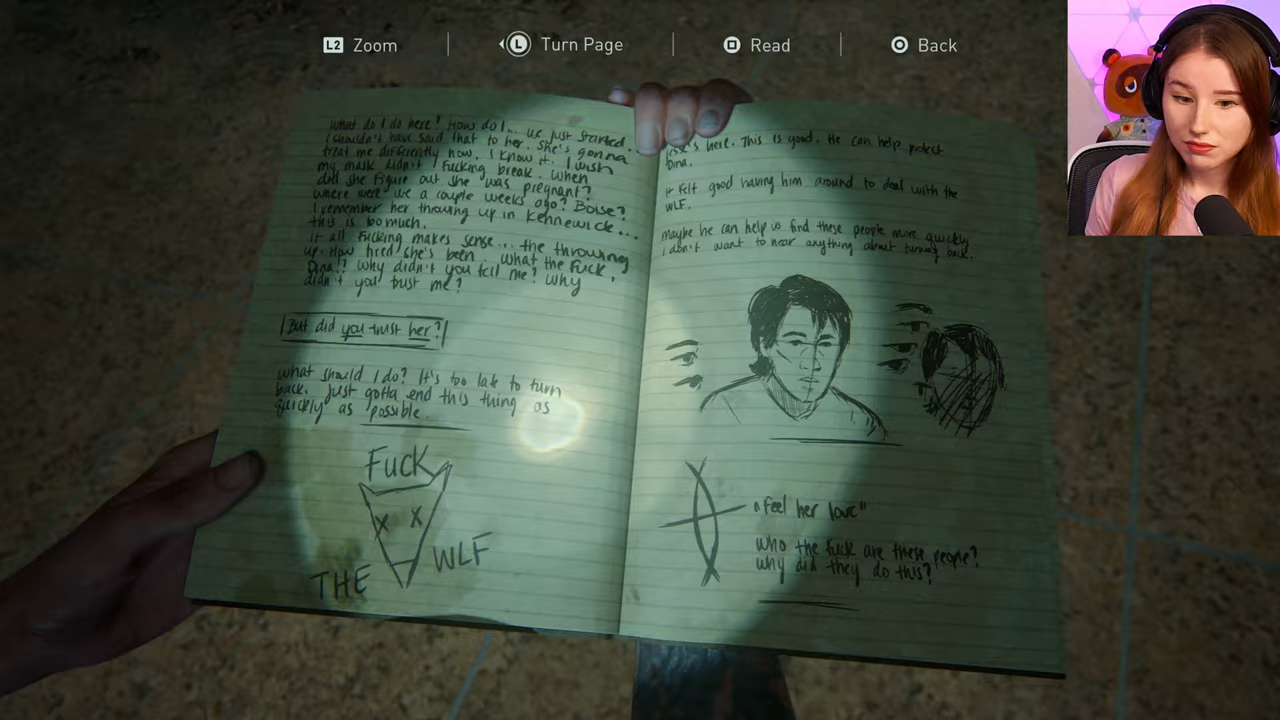 L2 Zoom
L Turn Page
Read
Back
what do I do here? How do I... we just started.
I shouldn't have said that to her. She's gonna
treat me differently now. I know it. I wish
my mask didn't fucking break. When
did she figure out she was pregnant?
where were we a couple weeks ago? Boise?
I remember her throwing up in Kennewick...
this is too much.
it all fucking makes sense... the throwing
up. How tired she's been. what the fuck,
Dina!? Why didn't you tell me? Why
didn't you trust me?
But did you trust her?
what should I do? It's too late to turn
back. Just gotta end this thing as
quickly as possible.
Fuck
THE WLF
Jesse's here. This is good. He can help protect
Dina.
it felt good having him around to deal with the
WLF.
maybe he can help us find these people more quickly
I don't want to hear anything about turning back.
"Feel her love"
who the fuck are these people?
why did they do this?